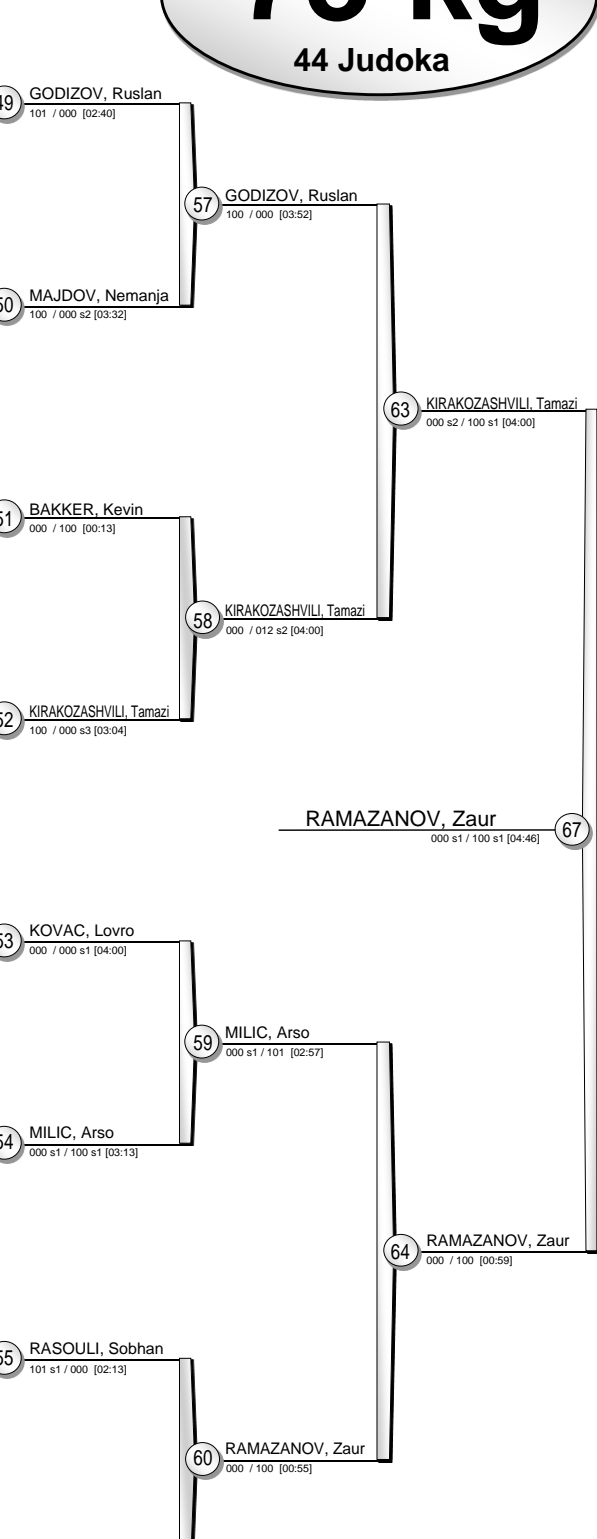 44 Judoka
GODIZOV, Ruslan
101 / 000 [02:40]
57
GODIZOV, Ruslan
100 / 000 [03:52]
MAJDOV, Nemanja
100 / 000 s2 [03:32]
63
KIRAKOZASHVILI, Tamazi
000 s2 / 100 s1 [04:00]
BAKKER, Kevin
000 / 100 [00:13]
58
KIRAKOZASHVILI, Tamazi
000 / 012 s2 [04:00]
KIRAKOZASHVILI, Tamazi
100 / 000 s3 [03:04]
RAMAZANOV, Zaur
000 s1 / 100 s1 [04:46]
67
KOVAC, Lovro
000 / 000 s1 [04:00]
59
MILIC, Arso
000 s1 / 101 [02:57]
MILIC, Arso
000 s1 / 100 s1 [03:13]
64
RAMAZANOV, Zaur
000 / 100 [00:59]
RASOULI, Sobhan
101 s1 / 000 [02:13]
60
RAMAZANOV, Zaur
000 / 100 [00:55]